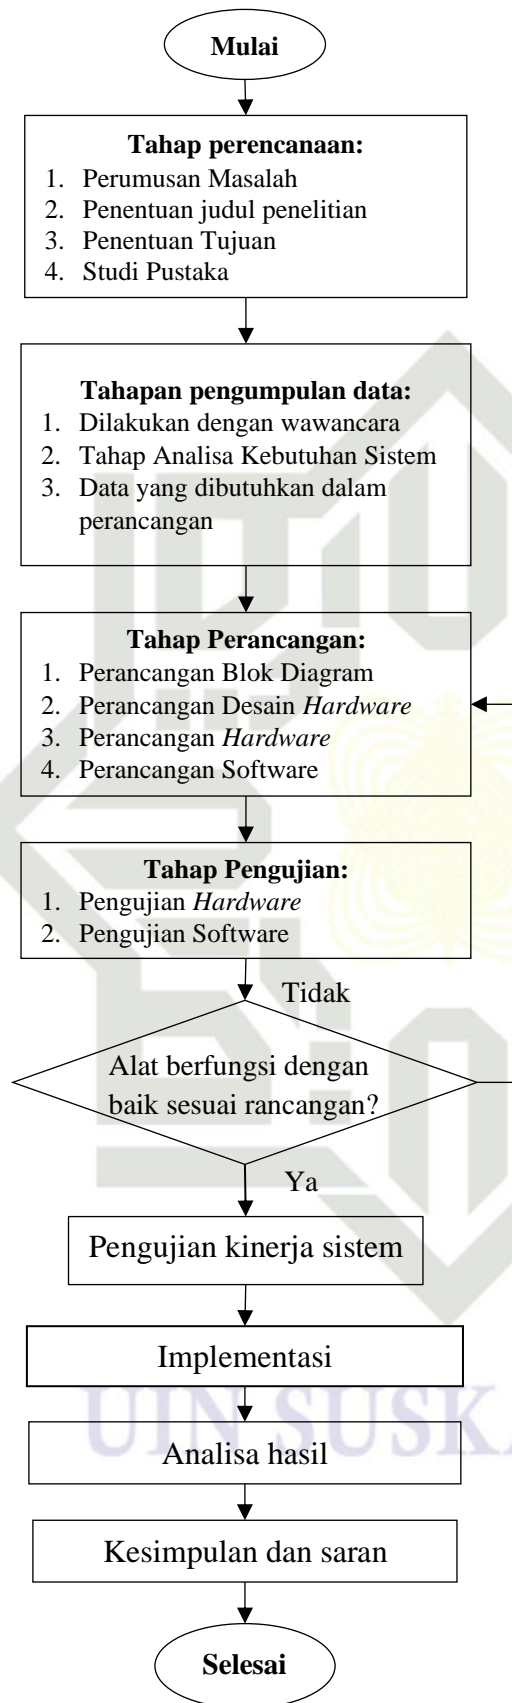 Mulai
Tahap perencanaan:
1. Perumusan Masalah
2. Penentuan judul penelitian
3. Penentuan Tujuan
4. Studi Pustaka
Tahapan pengumpulan data:
1. Dilakukan dengan wawancara
2. Tahap Analisa Kebutuhan Sistem
3. Data yang dibutuhkan dalam
perancangan
Tahap Perancangan:
1. Perancangan Blok Diagram
2. Perancangan Desain Hardware
3. Perancangan Hardware
4. Perancangan Software
Tahap Pengujian:
1. Pengujian Hardware
2. Pengujian Software
Tidak
Alat berfungsi dengan
baik sesuai rancangan?
Ya
Pengujian kinerja sistem
Implementasi
UIN SUSKA
Analisa hasil
Kesimpulan dan saran
Selesai